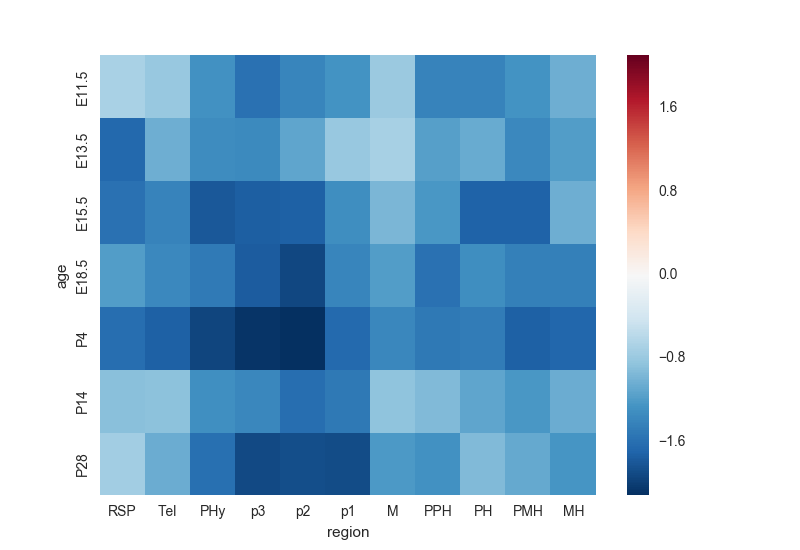 E11.5
E13.5
E15.5
E18.5
P4
P14
P28
age
RSP Tel PHy p3 p2 p1 M PPH PH PMH MH
region
1.6
0.8
0.0
−0.8
−1.6